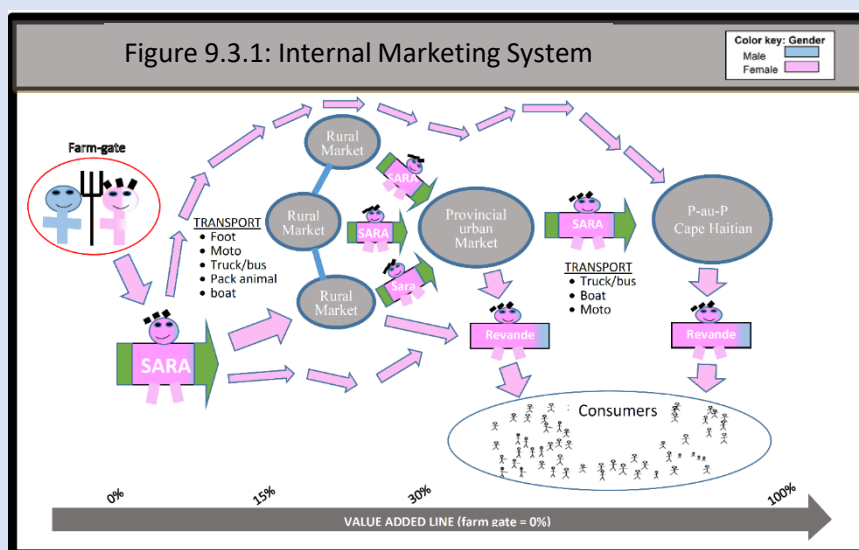 Figure 9.3.1: Internal Marketing System
Color key: Gender
Male
Female
Farm-gate
Rural
Market
SARA
TRANSPORT
• Foot
• Moto
• Truck/bus
• Pack animal
• boat
Rural
Market
SARA
Provincial
urban
Market
SARA
P-au-P
Cape Haitian
Rural
Market
Sara
TRANSPORT
• Truck/bus
• Boat
• Moto
SARA
Revande
Revande
Consumers
0%
15%
30%
100%
VALUE ADDED LINE (farm gate = 0%)